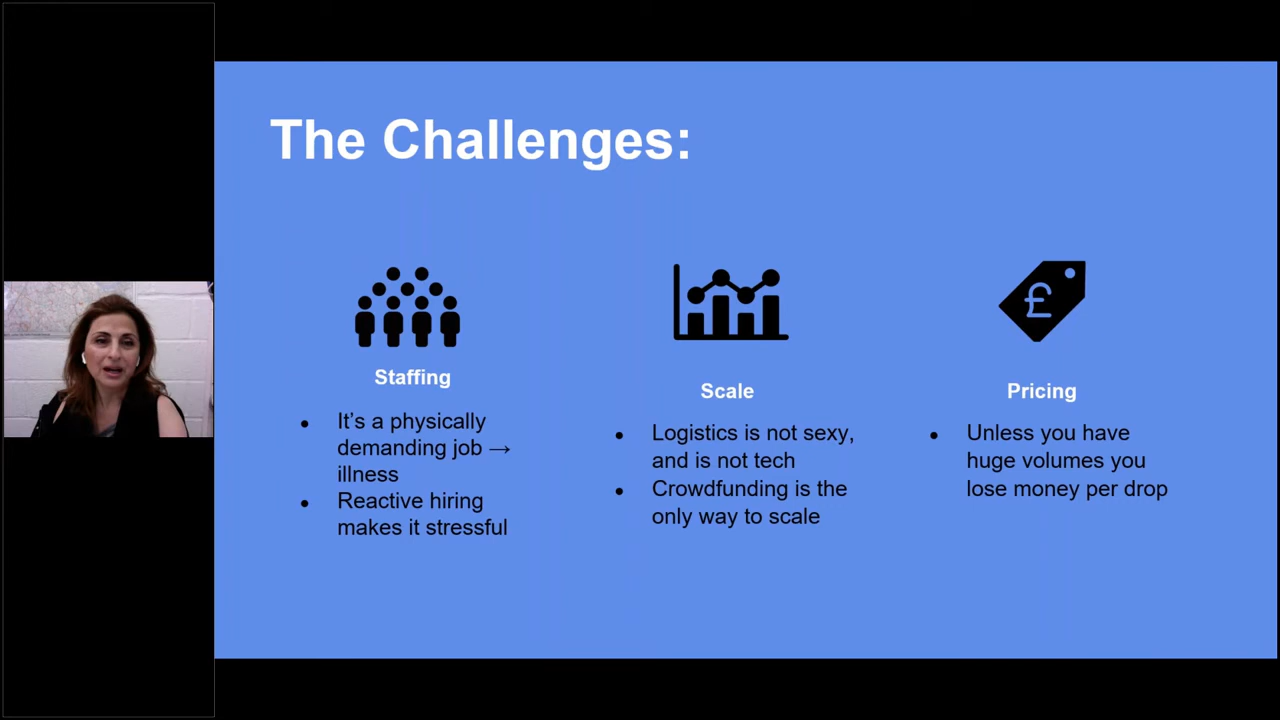 The Challenges:
£
Staffing
It’s a physically
demanding job →
illness
Reactive hiring
makes it stressful
Scale
Logistics is not sexy,
and is not tech
Crowdfunding is the
only way to scale
Pricing
Unless you have
huge volumes you
lose money per drop